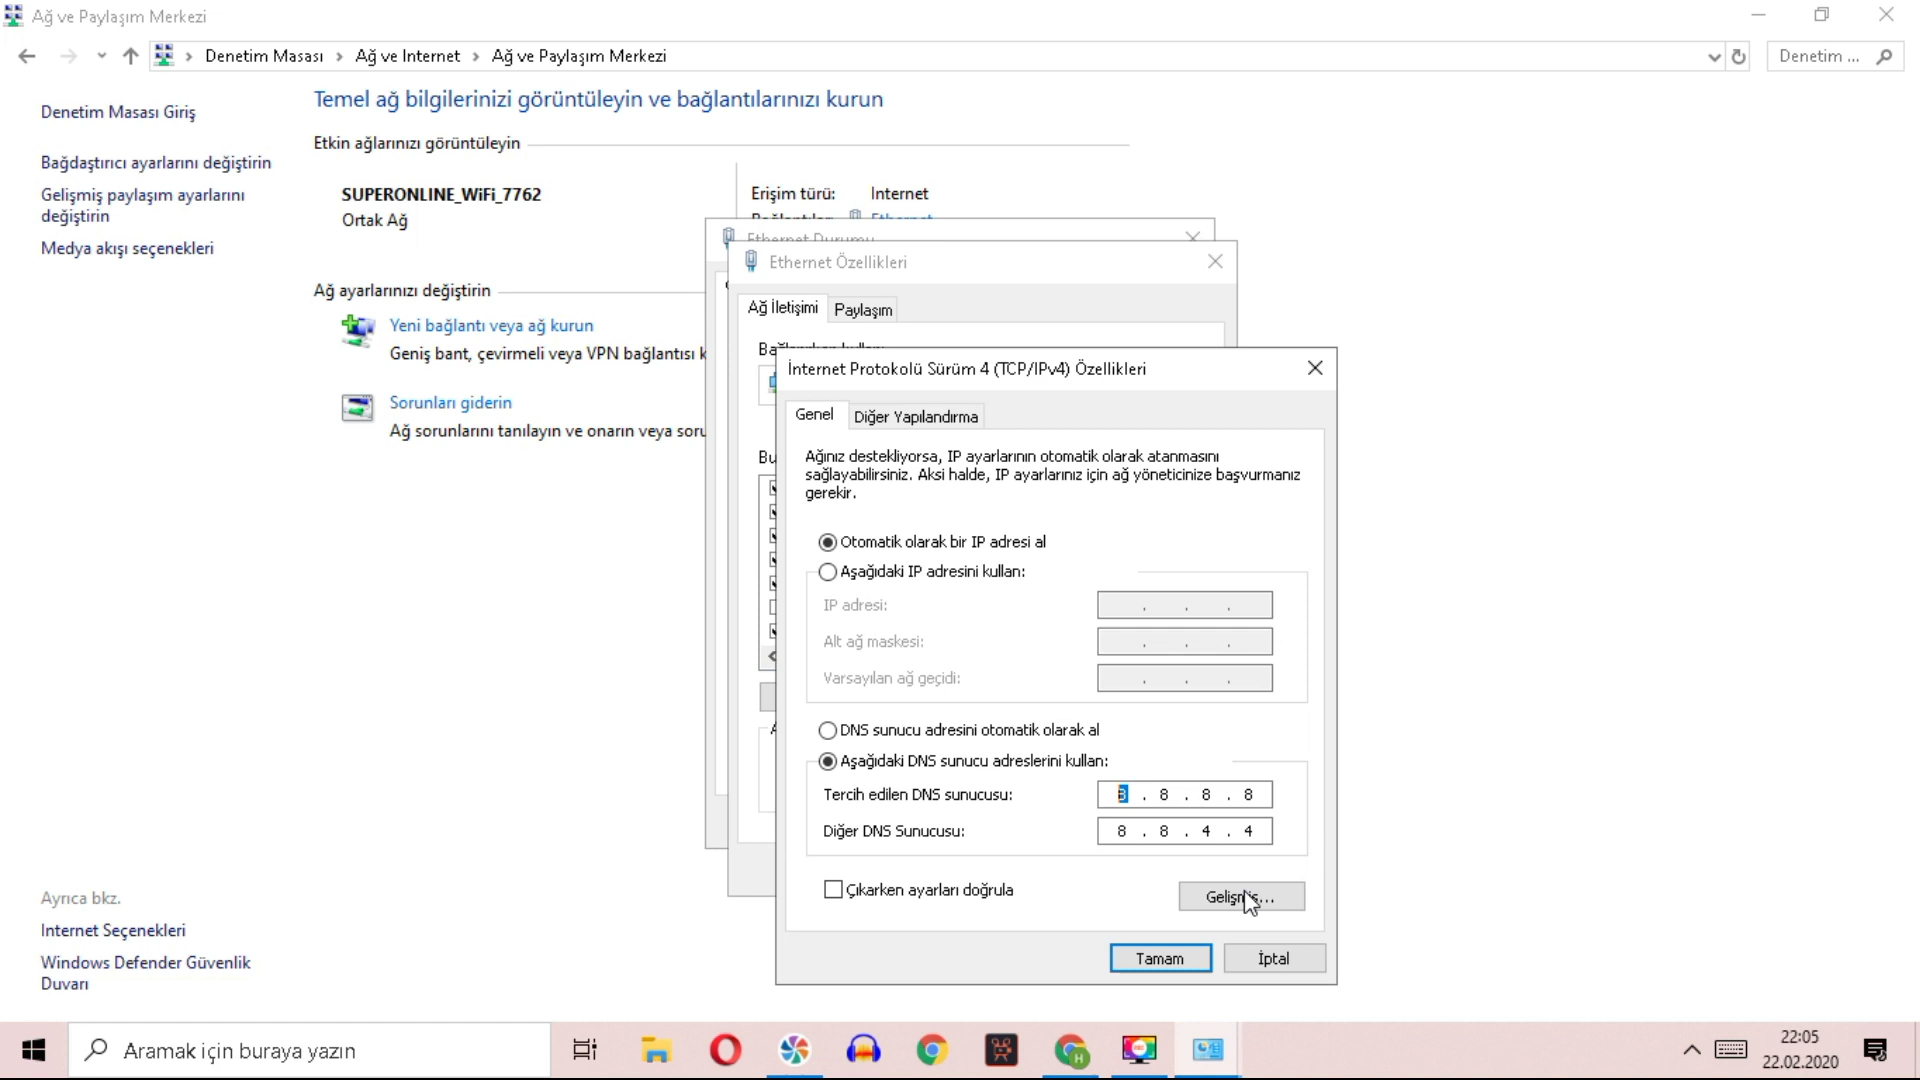 Ağ ve Paylaşım Merkezi
Denetim Masası > Ağ ve Internet > Ağ ve Paylaşım Merkezi
Denetim ...
Denetim Masası Giriş
Bağdaştırıcı ayarlarını değiştirin
Gelişmiş paylaşım ayarlarını
değiştirin
Medya akışı seçenekleri
Ayrıca bkz.
Internet Seçenekleri
Windows Defender Güvenlik
Duvarı
Temel ağ bilgilerinizi görüntüleyin ve bağlantılarınızı kurun
Etkin ağlarınızı görüntüleyin
SUPERONLINE_WiFi_7762
Ortak Ağ
Erişim türü: Internet
Bağlantılar: Ethernet
Ağ ayarlarınızı değiştirin
Yeni bağlantı veya ağ kurun
Geniş bant, çevirmeli veya VPN bağlantısı k
Sorunları giderin
Ağ sorunlarını tanılayın ve onarın veya soru
Ethernet Durumu
Ethernet Özellikleri
Ağ İletişimi
Paylaşım
Bu
İnternet Protokolü Sürüm 4 (TCP/IPv4) Özellikleri
Genel
Diğer Yapılandırma
Ağınız destekliyorsa, IP ayarlarının otomatik olarak atanmasını
sağlayabilirsiniz. Aksi halde, IP ayarlarınız için ağ yöneticinize başvurmanız
gerekir.
Otomatik olarak bir IP adresi al
Aşağıdaki IP adresini kullan:
IP adresi: . . .
Alt ağ maskesi: . . .
Varsayılan ağ geçidi: . . .
DNS sunucu adresini otomatik olarak al
Aşağıdaki DNS sunucu adreslerini kullan:
Tercih edilen DNS sunucusu: 8 . 8 . 8 . 8
Diğer DNS Sunucusu: 8 . 8 . 4 . 4
Çıkarken ayarları doğrula
Gelişmiş...
Tamam
İptal
Aramak için buraya yazın
H
22:05
22.02.2020